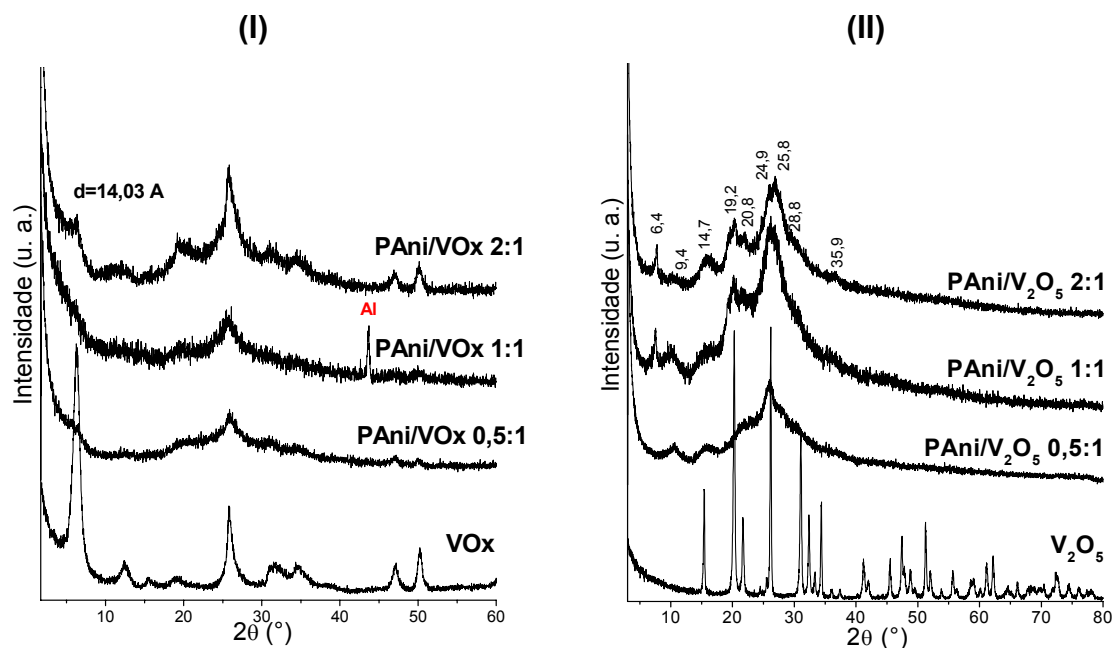 (I)
Intensidade (u. a.)
d=14,03 A
PAni/VOx 2:1
Al
PAni/VOx 1:1
PAni/VOx 0,5:1
VOx
10 20 30 40 50 60
2θ (°)
(II)
Intensidade (u. a.)
6,4
9,4
14,7
19,2
20,8
24,9
25,8
28,8
35,9
PAni/V₂O₅ 2:1
PAni/V₂O₅ 1:1
PAni/V₂O₅ 0,5:1
V₂O₅
10 20 30 40 50 60 70 80
2θ (°)